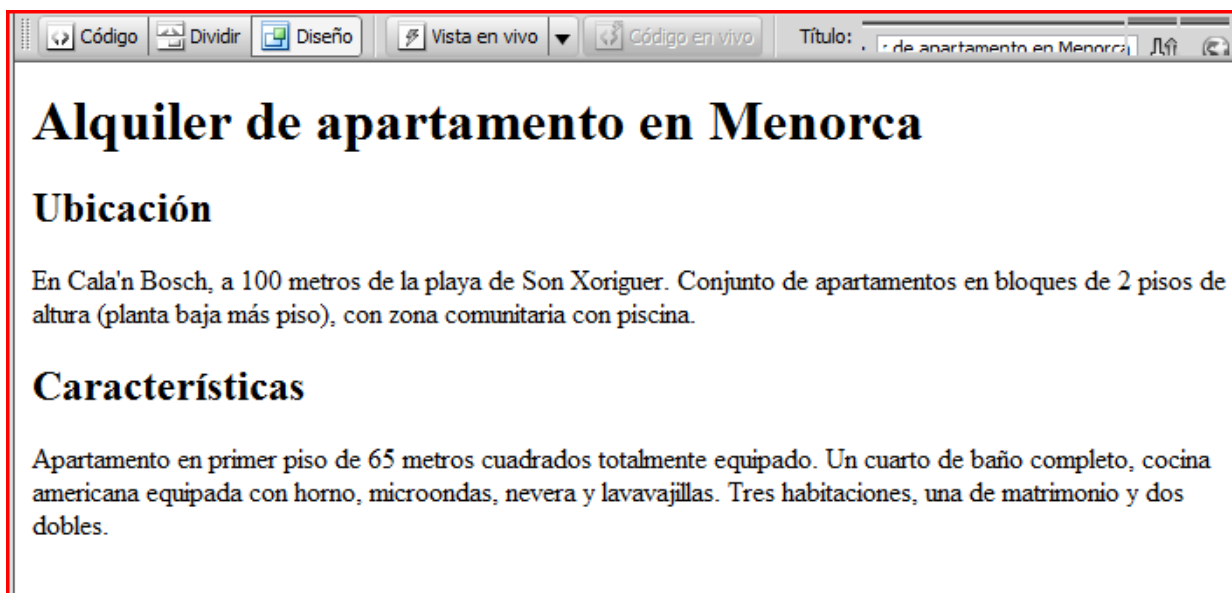 Código Dividir Diseño Vista en vivo Código en vivo Título: de apartamento en Menorca
Alquiler de apartamento en Menorca
Ubicación
En Cala'n Bosch, a 100 metros de la playa de Son Xoriguer. Conjunto de apartamentos en bloques de 2 pisos de
altura (planta baja más piso), con zona comunitaria con piscina.
Características
Apartamento en primer piso de 65 metros cuadrados totalmente equipado. Un cuarto de baño completo, cocina
americana equipada con horno, microondas, nevera y lavavajillas. Tres habitaciones, una de matrimonio y dos
dobles.